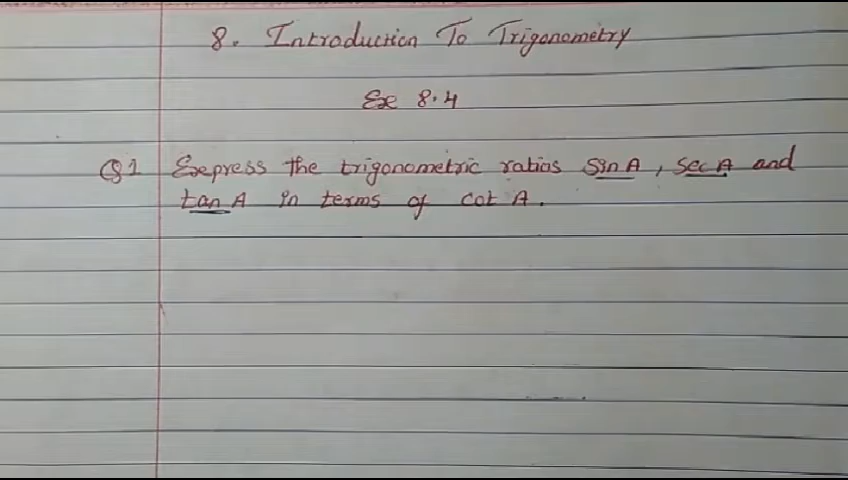 8. Introduction To Trigonometry
Ex 8.4
Q1 Express the trigonometric ratios sin A, sec A and
tan A in terms of cot A.